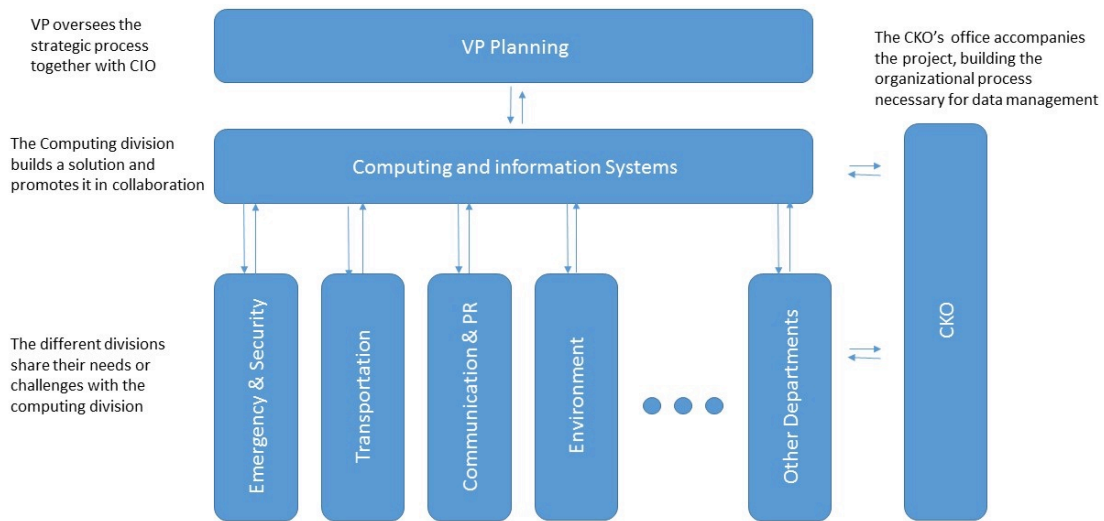 VP oversees the
strategic process
together with CIO
VP Planning
The CKO's office accompanies
the project, building the
organizational process
necessary for data management
The Computing division
builds a solution and
promotes it in collaboration
Computing and information Systems
The different divisions
share their needs or
challenges with the
computing division
Emergency & Security
Transportation
Communication & PR
Environment
Other Departments
CKO